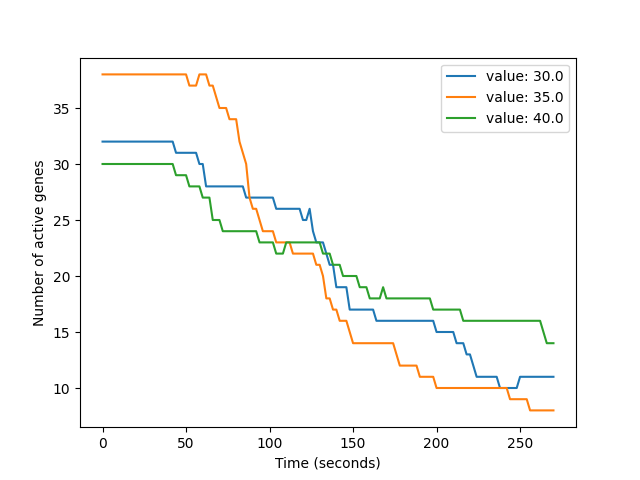 value: 30.0
value: 35.0
value: 40.0
35
30
25
20
15
10
Number of active genes
0 50 100 150 200 250
Time (seconds)